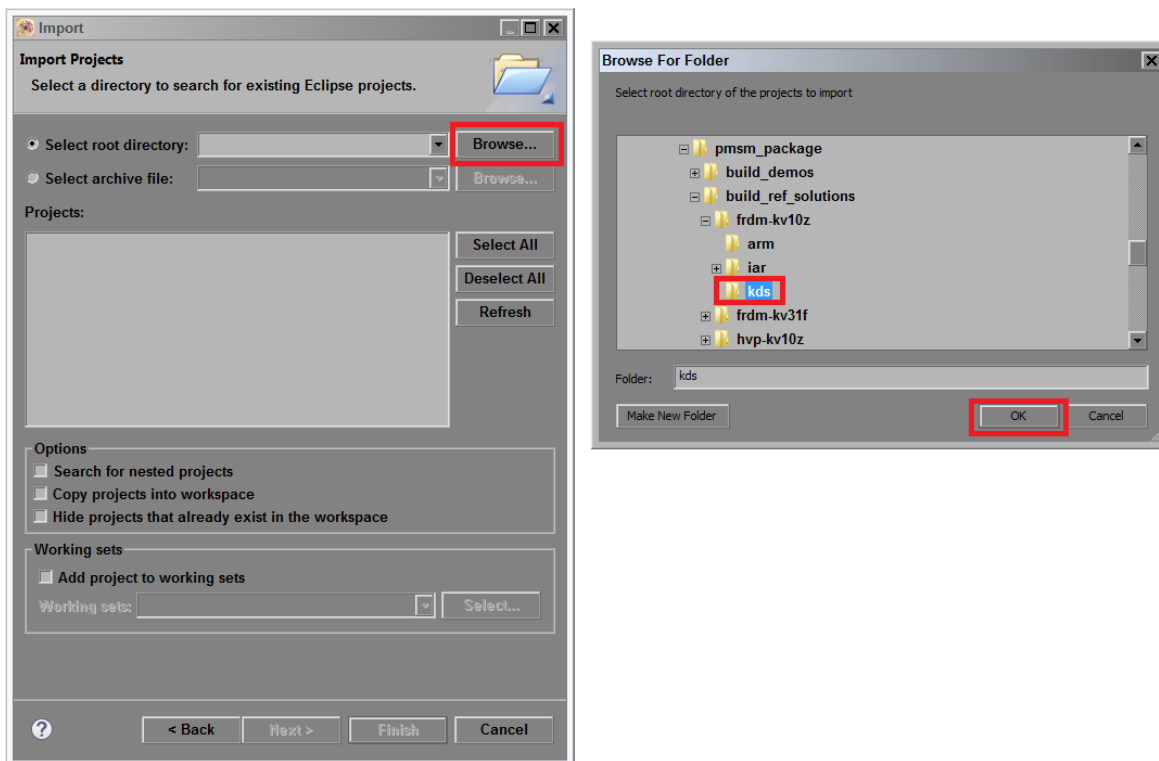 Import
Import Projects
Select a directory to search for existing Eclipse projects.
Select root directory:
Browse...
Select archive file:
Browse...
Projects:
Select All
Deselect All
Refresh
Options
Search for nested projects
Copy projects into workspace
Hide projects that already exist in the workspace
Working sets
Add project to working sets
Working sets:
Select...
?
< Back
Next >
Finish
Cancel
Browse For Folder
Select root directory of the projects to import
pmsm_package
build_demos
build_ref_solutions
frdm-kv10z
arm
iar
kds
frdm-kv31f
hvp-kv10z
Folder:
kds
Make New Folder
OK
Cancel